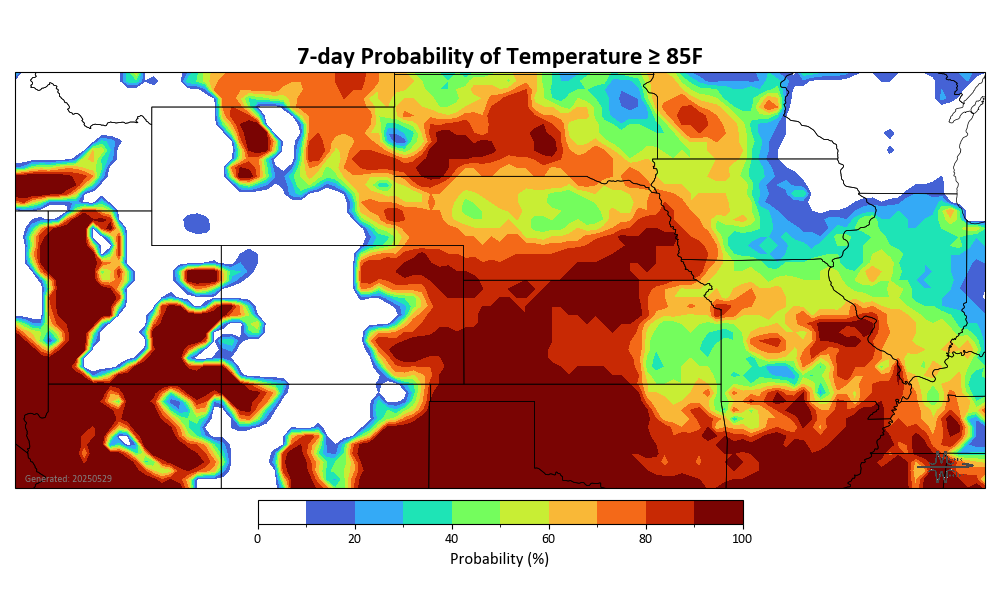 7-day Probability of Temperature ≥ 85F
Generated: 20250529
0 20 40 60 80 100
Probability (%)